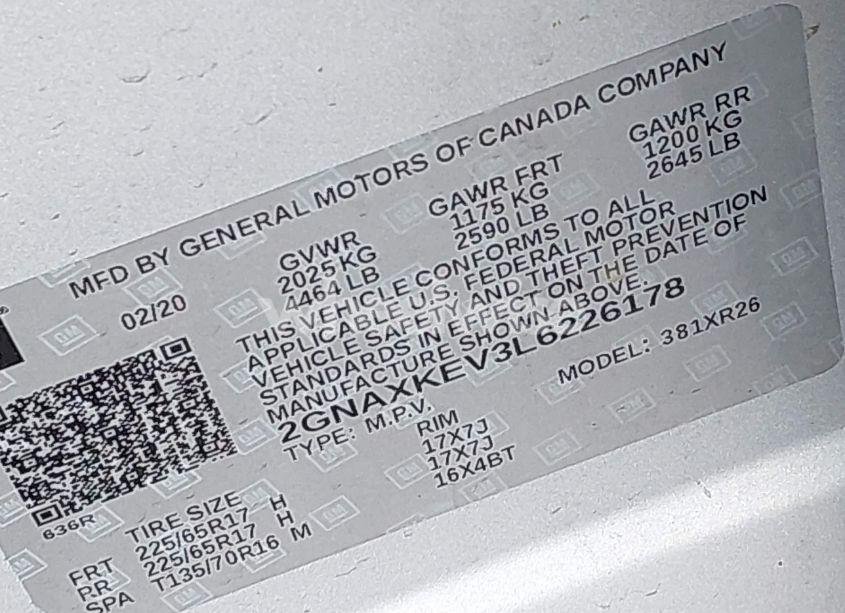 MFD BY GENERAL MOTORS OF CANADA COMPANY
02/20
GVWR GAWR FRT GAWR RR
2025 KG 1175 KG 1200 KG
4464 LB 2590 LB 2645 LB
THIS VEHICLE CONFORMS TO ALL
APPLICABLE U.S. FEDERAL MOTOR
VEHICLE SAFETY AND THEFT PREVENTION
STANDARDS IN EFFECT ON THE DATE OF
MANUFACTURE SHOWN ABOVE.
2GNAXKEV3L6226178
TYPE: M.P.V. MODEL: 381XR26
636R
TIRE SIZE RIM
FRT 225/65R17 H 17X7J
RR 225/65R17 H 17X7J
SPA T135/70R16 M 16X4BT